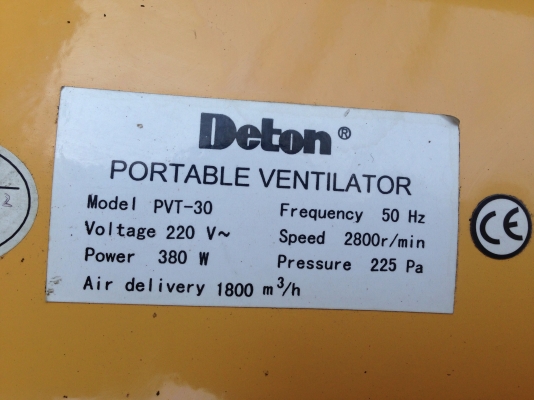 Deton®
PORTABLE VENTILATOR
Model PVT-30 Frequency 50 Hz
Voltage 220 V~ Speed 2800r/min
Power 380 W Pressure 225 Pa
Air delivery 1800 m³/h
CE
2